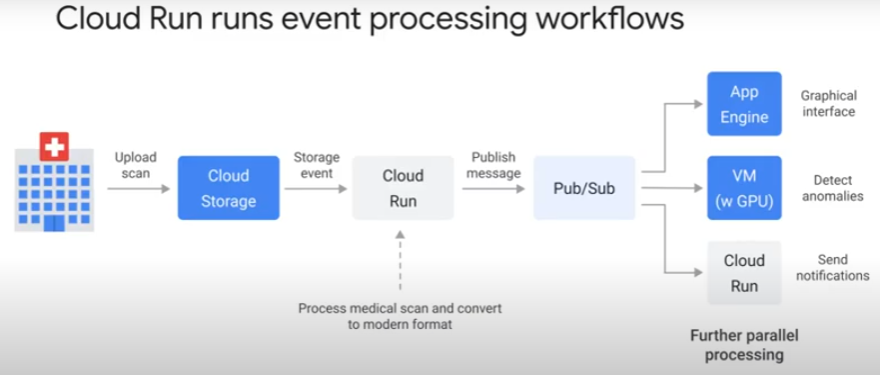 Cloud Run runs event processing workflows
Upload
scan
Cloud
Storage
Storage
event
Cloud
Run
Publish
message
Pub/Sub
App
Engine
Graphical
interface
VM
(w GPU)
Detect
anomalies
Cloud
Run
Send
notifications
Process medical scan and convert
to modern format
Further parallel
processing